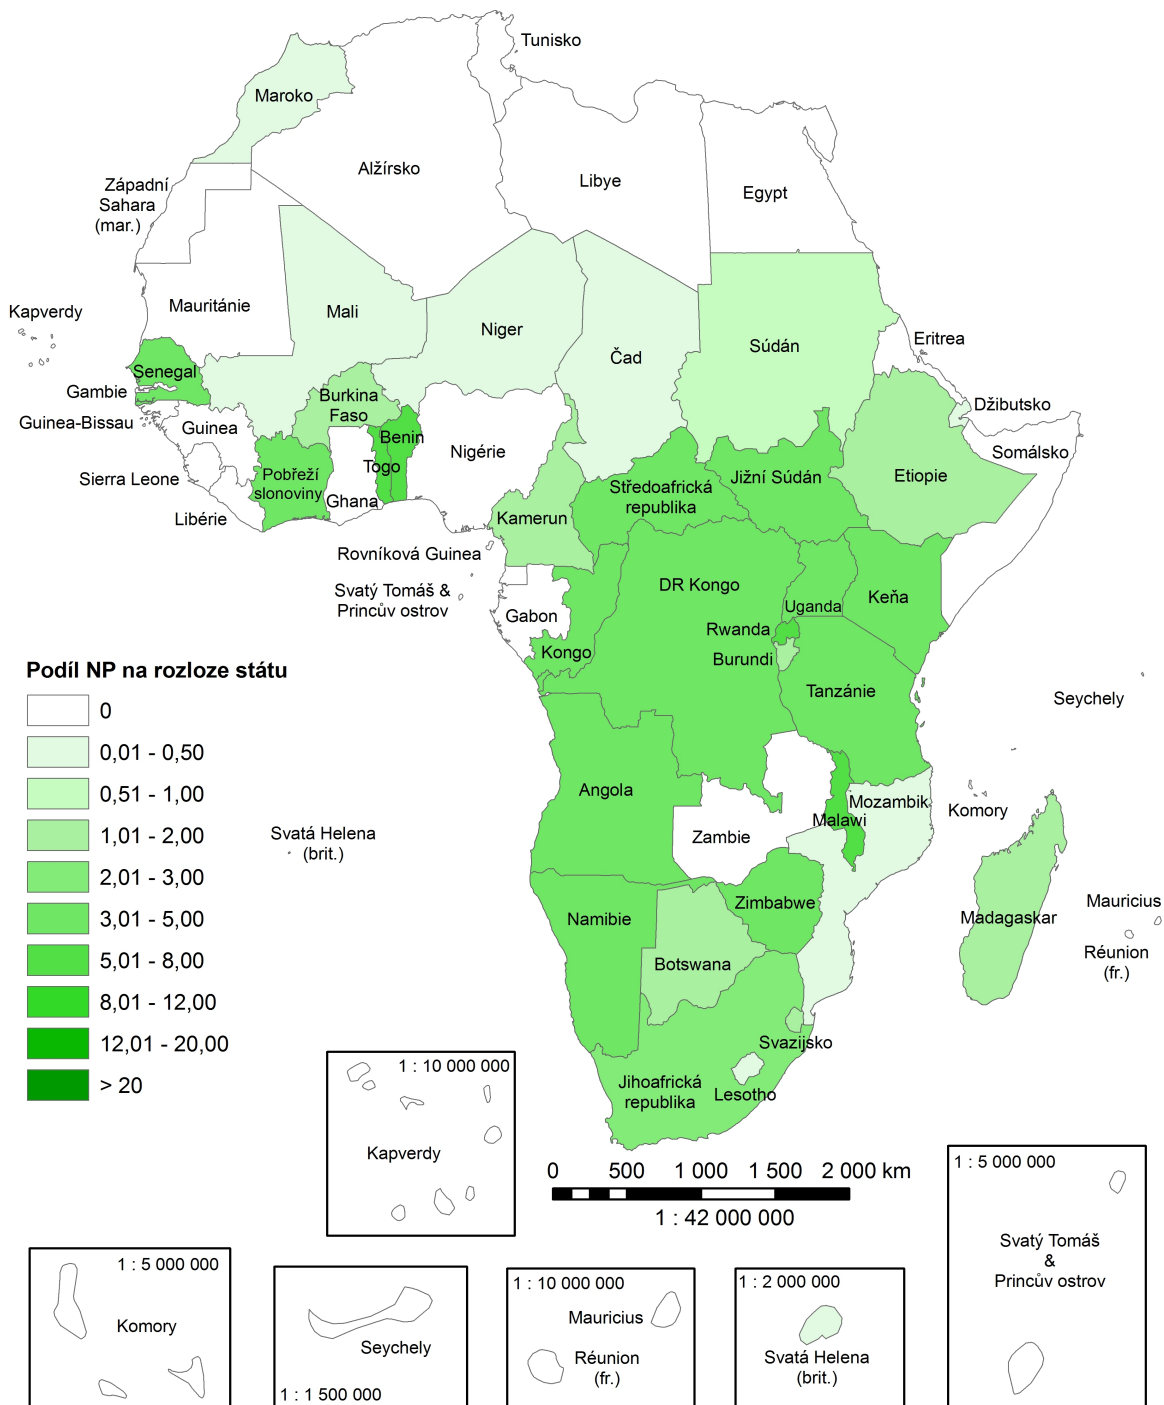 Tunisko
Maroko
Alžírsko
Libye
Egypt
Západní
Sahara
(mar.)
Mauritánie
Mali
Niger
Čad
Súdán
Eritrea
Kapverdy
Senegal
Gambie
Guinea-Bissau
Guinea
Sierra Leone
Libérie
Burkina
Faso
Benin
Togo
Pobřeží
slonoviny
Ghana
Nigérie
Džibutsko
Somálsko
Etiopie
Jižní Súdán
Středoafrická
republika
Kamerun
Rovníková Guinea
Svatý Tomáš &
Princův ostrov
Gabon
Kongo
DR Kongo
Uganda
Keňa
Rwanda
Burundi
Tanzánie
Seychely
Podíl NP na rozloze státu
0
0,01 - 0,50
0,51 - 1,00
1,01 - 2,00
2,01 - 3,00
3,01 - 5,00
5,01 - 8,00
8,01 - 12,00
12,01 - 20,00
> 20
Svatá Helena
(brit.)
Angola
Zambie
Malawi
Mozambik
Komory
Madagaskar
Mauricius
Réunion
(fr.)
Namibie
Zimbabwe
Botswana
Svazijsko
Lesotho
Jihoafrická
republika
1 : 10 000 000
Kapverdy
0 500 1 000 1 500 2 000 km
1 : 42 000 000
1 : 5 000 000
Svatý Tomáš
&
Princův ostrov
1 : 5 000 000
Komory
Seychely
1 : 1 500 000
1 : 10 000 000
Mauricius
Réunion
(fr.)
1 : 2 000 000
Svatá Helena
(brit.)